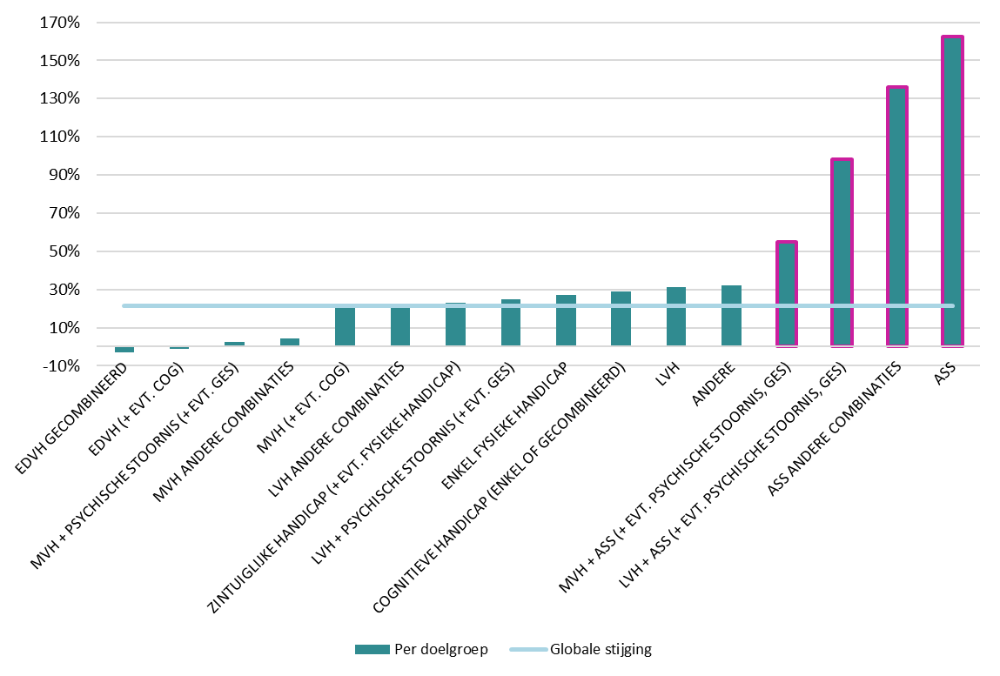 170%
150%
130%
110%
90%
70%
50%
30%
10%
-10%
EDVH GECOMBINEERD
EDVH (+ EVT. COG)
MVH + PSYCHISCHE STOORNIS (+ EVT. GES)
MVH ANDERE COMBINATIES
MVH (+ EVT. COG)
LVH ANDERE COMBINATIES
ZINTUIGLIJKE HANDICAP (+ EVT. FYSIEKE HANDICAP)
LVH + PSYCHISCHE STOORNIS (+ EVT. GES)
ENKEL FYSIEKE HANDICAP
COGNITIEVE HANDICAP (ENKEL OF GECOMBINEERD)
LVH
ANDERE
MVH + ASS (+ EVT. PSYCHISCHE STOORNIS, GES)
LVH + ASS (+ EVT. PSYCHISCHE STOORNIS, GES)
ASS ANDERE COMBINATIES
ASS
Per doelgroep
Globale stijging